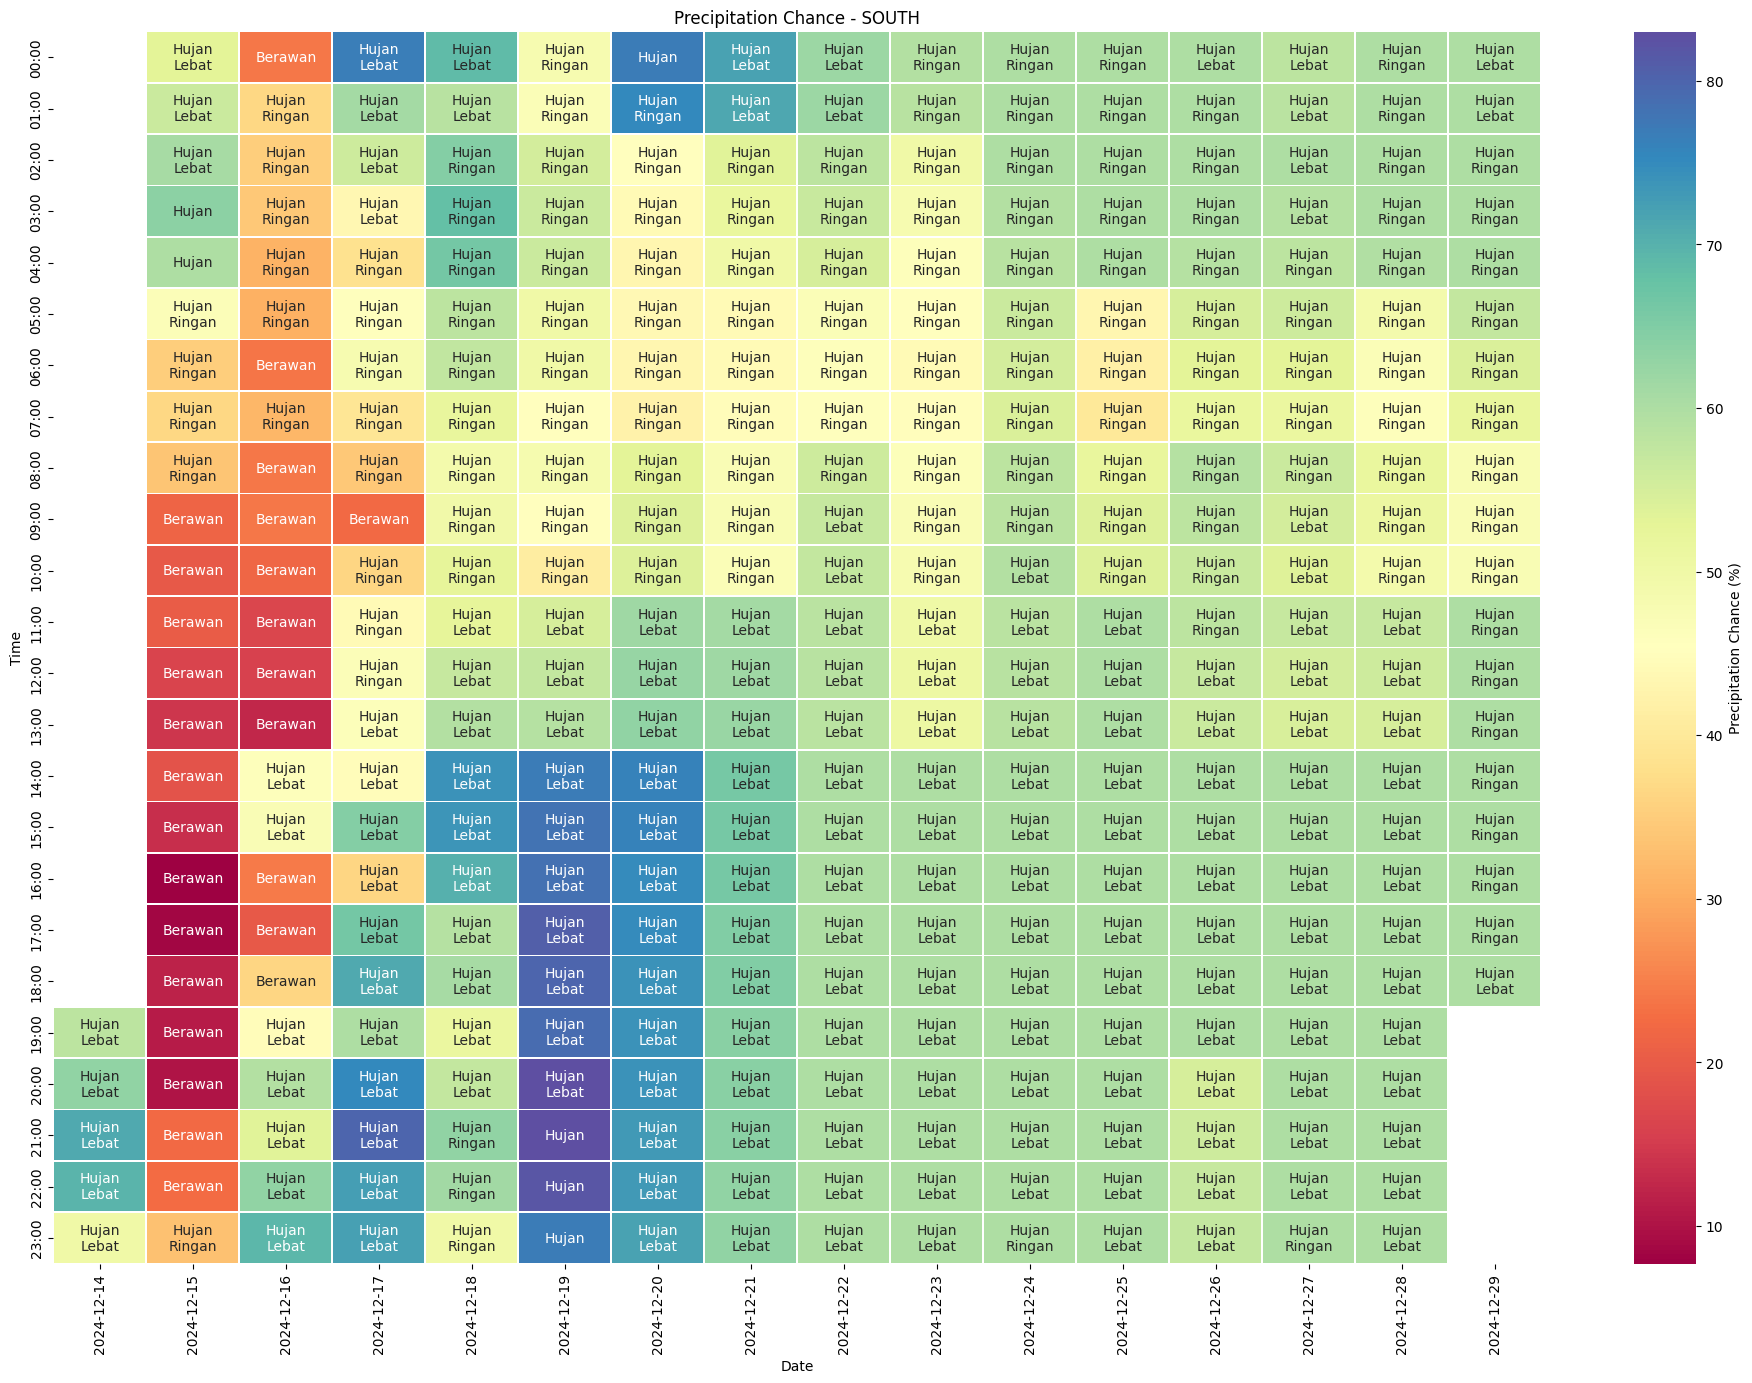 Precipitation Chance - SOUTH
00:00 Hujan Lebat Berawan Hujan Lebat Hujan Lebat Hujan Ringan Hujan Hujan Lebat Hujan Lebat Hujan Ringan Hujan Ringan Hujan Ringan Hujan Lebat Hujan Lebat Hujan Ringan Hujan Lebat
01:00 Hujan Lebat Hujan Ringan Hujan Lebat Hujan Lebat Hujan Ringan Hujan Ringan Hujan Lebat Hujan Lebat Hujan Ringan Hujan Ringan Hujan Ringan Hujan Ringan Hujan Lebat Hujan Ringan Hujan Lebat
02:00 Hujan Lebat Hujan Ringan Hujan Lebat Hujan Ringan Hujan Ringan Hujan Ringan Hujan Ringan Hujan Ringan Hujan Ringan Hujan Ringan Hujan Ringan Hujan Ringan Hujan Lebat Hujan Ringan Hujan Ringan
03:00 Hujan Hujan Ringan Hujan Lebat Hujan Ringan Hujan Ringan Hujan Ringan Hujan Ringan Hujan Ringan Hujan Ringan Hujan Ringan Hujan Ringan Hujan Ringan Hujan Lebat Hujan Ringan Hujan Ringan
04:00 Hujan Hujan Ringan Hujan Ringan Hujan Ringan Hujan Ringan Hujan Ringan Hujan Ringan Hujan Ringan Hujan Ringan Hujan Ringan Hujan Ringan Hujan Ringan Hujan Ringan Hujan Ringan Hujan Ringan
05:00 Hujan Ringan Hujan Ringan Hujan Ringan Hujan Ringan Hujan Ringan Hujan Ringan Hujan Ringan Hujan Ringan Hujan Ringan Hujan Ringan Hujan Ringan Hujan Ringan Hujan Ringan Hujan Ringan Hujan Ringan
06:00 Hujan Ringan Berawan Hujan Ringan Hujan Ringan Hujan Ringan Hujan Ringan Hujan Ringan Hujan Ringan Hujan Ringan Hujan Ringan Hujan Ringan Hujan Ringan Hujan Ringan Hujan Ringan Hujan Ringan
07:00 Hujan Ringan Hujan Ringan Hujan Ringan Hujan Ringan Hujan Ringan Hujan Ringan Hujan Ringan Hujan Ringan Hujan Ringan Hujan Ringan Hujan Ringan Hujan Ringan Hujan Ringan Hujan Ringan Hujan Ringan
08:00 Hujan Ringan Berawan Hujan Ringan Hujan Ringan Hujan Ringan Hujan Ringan Hujan Ringan Hujan Ringan Hujan Ringan Hujan Ringan Hujan Ringan Hujan Ringan Hujan Ringan Hujan Ringan Hujan Ringan
09:00 Berawan Berawan Berawan Hujan Ringan Hujan Ringan Hujan Ringan Hujan Ringan Hujan Lebat Hujan Ringan Hujan Ringan Hujan Ringan Hujan Ringan Hujan Lebat Hujan Ringan Hujan Ringan
10:00 Berawan Berawan Hujan Ringan Hujan Ringan Hujan Ringan Hujan Ringan Hujan Ringan Hujan Lebat Hujan Ringan Hujan Lebat Hujan Ringan Hujan Ringan Hujan Lebat Hujan Ringan Hujan Ringan
11:00 Berawan Berawan Hujan Ringan Hujan Lebat Hujan Lebat Hujan Lebat Hujan Lebat Hujan Lebat Hujan Lebat Hujan Lebat Hujan Lebat Hujan Ringan Hujan Lebat Hujan Lebat Hujan Ringan
12:00 Berawan Berawan Hujan Ringan Hujan Lebat Hujan Lebat Hujan Lebat Hujan Lebat Hujan Lebat Hujan Lebat Hujan Lebat Hujan Lebat Hujan Lebat Hujan Lebat Hujan Lebat Hujan Ringan
13:00 Berawan Berawan Hujan Lebat Hujan Lebat Hujan Lebat Hujan Lebat Hujan Lebat Hujan Lebat Hujan Lebat Hujan Lebat Hujan Lebat Hujan Lebat Hujan Lebat Hujan Lebat Hujan Ringan
14:00 Berawan Hujan Lebat Hujan Lebat Hujan Lebat Hujan Lebat Hujan Lebat Hujan Lebat Hujan Lebat Hujan Lebat Hujan Lebat Hujan Lebat Hujan Lebat Hujan Lebat Hujan Lebat Hujan Ringan
15:00 Berawan Hujan Lebat Hujan Lebat Hujan Lebat Hujan Lebat Hujan Lebat Hujan Lebat Hujan Lebat Hujan Lebat Hujan Lebat Hujan Lebat Hujan Lebat Hujan Lebat Hujan Lebat Hujan Ringan
16:00 Berawan Berawan Hujan Lebat Hujan Lebat Hujan Lebat Hujan Lebat Hujan Lebat Hujan Lebat Hujan Lebat Hujan Lebat Hujan Lebat Hujan Lebat Hujan Lebat Hujan Lebat Hujan Ringan
17:00 Berawan Berawan Hujan Lebat Hujan Lebat Hujan Lebat Hujan Lebat Hujan Lebat Hujan Lebat Hujan Lebat Hujan Lebat Hujan Lebat Hujan Lebat Hujan Lebat Hujan Lebat Hujan Ringan
18:00 Berawan Berawan Hujan Lebat Hujan Lebat Hujan Lebat Hujan Lebat Hujan Lebat Hujan Lebat Hujan Lebat Hujan Lebat Hujan Lebat Hujan Lebat Hujan Lebat Hujan Lebat Hujan Lebat
19:00 Hujan Lebat Berawan Hujan Lebat Hujan Lebat Hujan Lebat Hujan Lebat Hujan Lebat Hujan Lebat Hujan Lebat Hujan Lebat Hujan Lebat Hujan Lebat Hujan Lebat Hujan Lebat Hujan Lebat
20:00 Hujan Lebat Berawan Hujan Lebat Hujan Lebat Hujan Lebat Hujan Lebat Hujan Lebat Hujan Lebat Hujan Lebat Hujan Lebat Hujan Lebat Hujan Lebat Hujan Lebat Hujan Lebat Hujan Lebat
21:00 Hujan Lebat Berawan Hujan Lebat Hujan Lebat Hujan Ringan Hujan Hujan Lebat Hujan Lebat Hujan Lebat Hujan Lebat Hujan Lebat Hujan Lebat Hujan Lebat Hujan Lebat Hujan Lebat
22:00 Hujan Lebat Berawan Hujan Lebat Hujan Lebat Hujan Ringan Hujan Hujan Lebat Hujan Lebat Hujan Lebat Hujan Lebat Hujan Lebat Hujan Lebat Hujan Lebat Hujan Lebat Hujan Lebat
23:00 Hujan Lebat Hujan Ringan Hujan Lebat Hujan Lebat Hujan Ringan Hujan Hujan Lebat Hujan Lebat Hujan Lebat Hujan Lebat Hujan Ringan Hujan Lebat Hujan Lebat Hujan Ringan Hujan Lebat
Time
2024-12-14 2024-12-15 2024-12-16 2024-12-17 2024-12-18 2024-12-19 2024-12-20 2024-12-21 2024-12-22 2024-12-23 2024-12-24 2024-12-25 2024-12-26 2024-12-27 2024-12-28 2024-12-29
Date
80
70
60
50
40
30
20
10
Precipitation Chance (%)